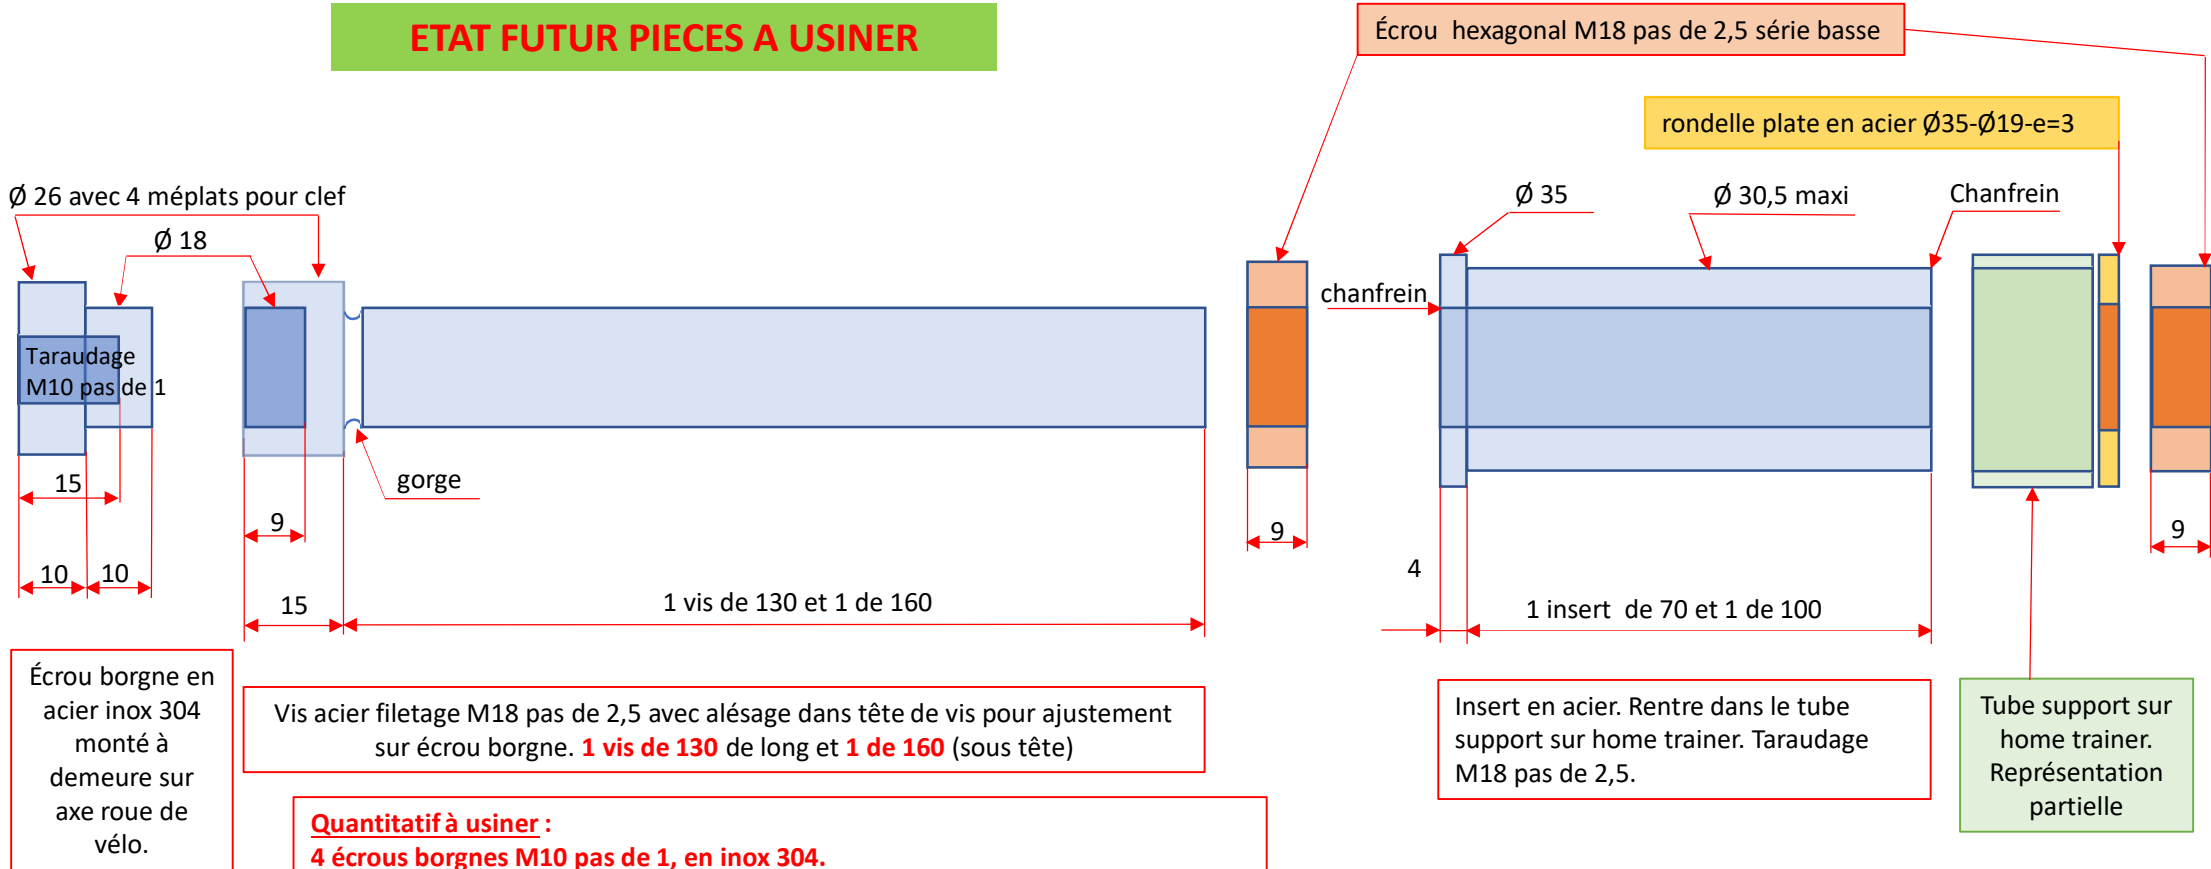 ETAT FUTUR PIECES A USINER
Écrou hexagonal M18 pas de 2,5 série basse
rondelle plate en acier Ø35-Ø19-e=3
Ø 26 avec 4 méplats pour clef
Ø 18
Ø 35
Ø 30,5 maxi
Chanfrein
chanfrein
Taraudage
M10 pas de 1
gorge
15
9
9
9
10
10
15
1 vis de 130 et 1 de 160
4
1 insert de 70 et 1 de 100
Écrou borgne en
acier inox 304
monté à
demeure sur
axe roue de
vélo.
Vis acier filetage M18 pas de 2,5 avec alésage dans tête de vis pour ajustement
sur écrou borgne. 1 vis de 130 de long et 1 de 160 (sous tête)
Insert en acier. Rentre dans le tube
support sur home trainer. Taraudage
M18 pas de 2,5.
Tube support sur
home trainer.
Représentation
partielle
Quantitatif à usiner :
4 écrous borgnes M10 pas de 1, en inox 304.